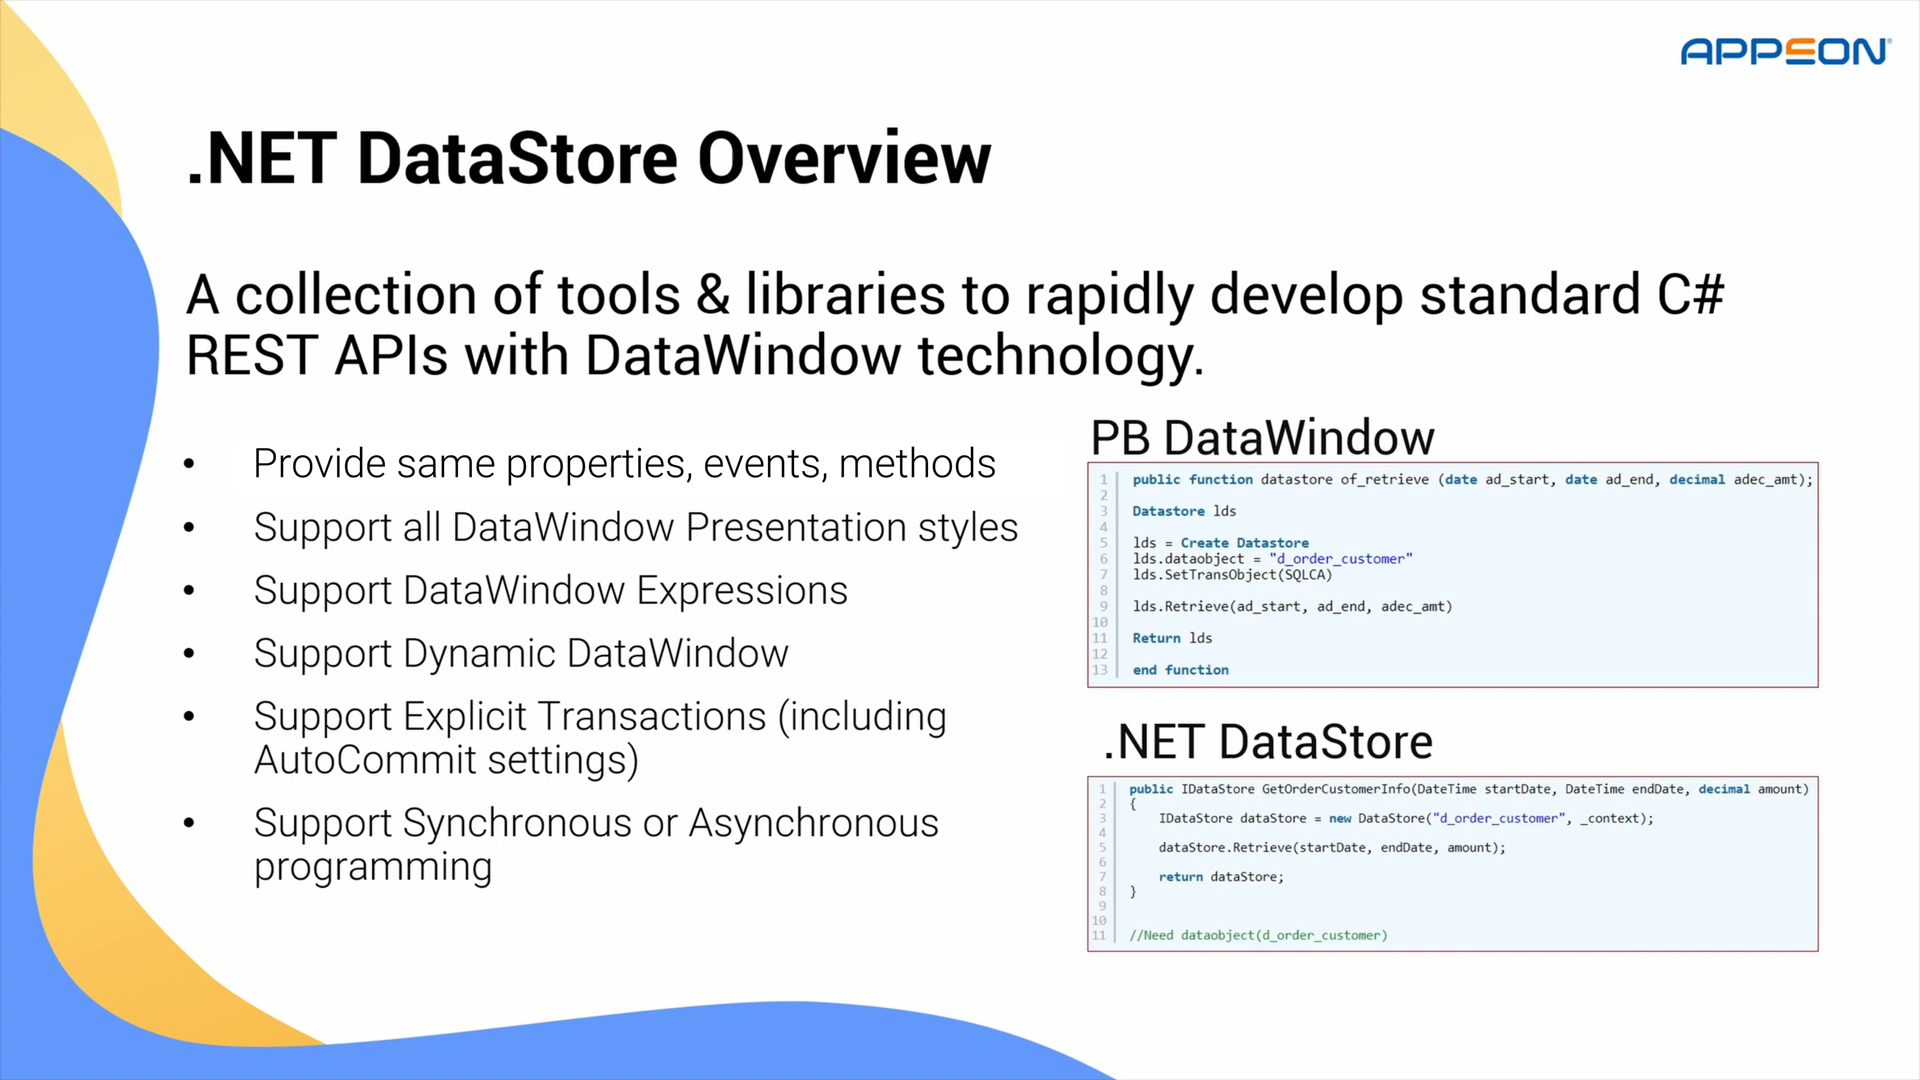 APPEON®
.NET DataStore Overview
A collection of tools & libraries to rapidly develop standard C#
REST APIs with DataWindow technology.
• Provide same properties, events, methods
• Support all DataWindow Presentation styles
• Support DataWindow Expressions
• Support Dynamic DataWindow
• Support Explicit Transactions (including
AutoCommit settings)
• Support Synchronous or Asynchronous
programming
PB DataWindow
1 public function datastore of_retrieve (date ad_start, date ad_end, decimal adec_amt);
2
3 Datastore lds
4
5 lds = Create Datastore
6 lds.dataobject = "d_order_customer"
7 lds.SetTransObject(SQLCA)
8
9 lds.Retrieve(ad_start, ad_end, adec_amt)
10
11 Return lds
12
13 end function
.NET DataStore
1 public IDataStore GetOrderCustomerInfo(DateTime startDate, DateTime endDate, decimal amount)
2 {
3 IDataStore dataStore = new DataStore("d_order_customer", _context);
4
5 dataStore.Retrieve(startDate, endDate, amount);
6
7 return dataStore;
8 }
9
10
11 //Need dataobject(d_order_customer)